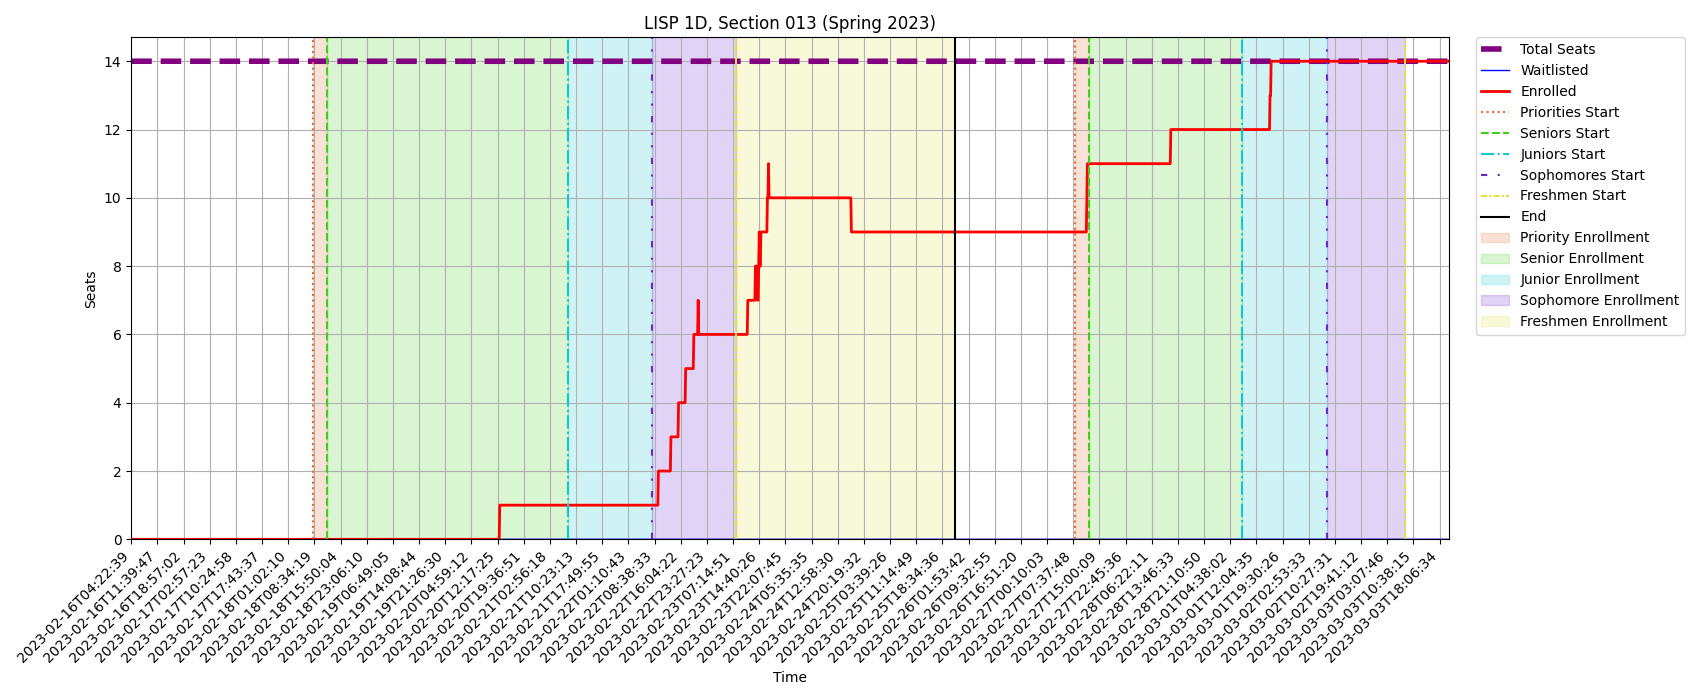 LISP 1D, Section 013 (Spring 2023)
Seats
14
12
10
8
6
4
2
0
2023-02-16T04:22:39
2023-02-16T11:39:47
2023-02-16T18:57:02
2023-02-17T02:57:23
2023-02-17T10:24:58
2023-02-17T17:43:37
2023-02-18T01:02:10
2023-02-18T08:34:19
2023-02-18T15:50:04
2023-02-18T23:06:10
2023-02-19T06:49:05
2023-02-19T14:08:44
2023-02-19T21:26:30
2023-02-20T04:59:12
2023-02-20T12:17:25
2023-02-20T19:36:51
2023-02-21T02:56:18
2023-02-21T10:23:13
2023-02-21T17:49:55
2023-02-22T01:10:43
2023-02-22T08:38:33
2023-02-22T16:04:22
2023-02-22T23:27:23
2023-02-23T07:14:51
2023-02-23T14:40:26
2023-02-23T22:07:45
2023-02-24T05:35:35
2023-02-24T12:58:30
2023-02-24T20:19:32
2023-02-25T03:39:26
2023-02-25T11:14:49
2023-02-25T18:34:36
2023-02-26T01:53:42
2023-02-26T09:32:55
2023-02-26T16:51:20
2023-02-27T00:10:03
2023-02-27T07:37:48
2023-02-27T15:00:09
2023-02-27T22:45:36
2023-02-28T06:22:11
2023-02-28T13:46:33
2023-02-28T21:10:50
2023-03-01T04:38:02
2023-03-01T12:04:35
2023-03-01T19:30:26
2023-03-02T02:53:33
2023-03-02T10:27:31
2023-03-02T19:41:12
2023-03-03T03:07:46
2023-03-03T10:38:15
2023-03-03T18:06:34
Time
Total Seats
Waitlisted
Enrolled
Priorities Start
Seniors Start
Juniors Start
Sophomores Start
Freshmen Start
End
Priority Enrollment
Senior Enrollment
Junior Enrollment
Sophomore Enrollment
Freshmen Enrollment